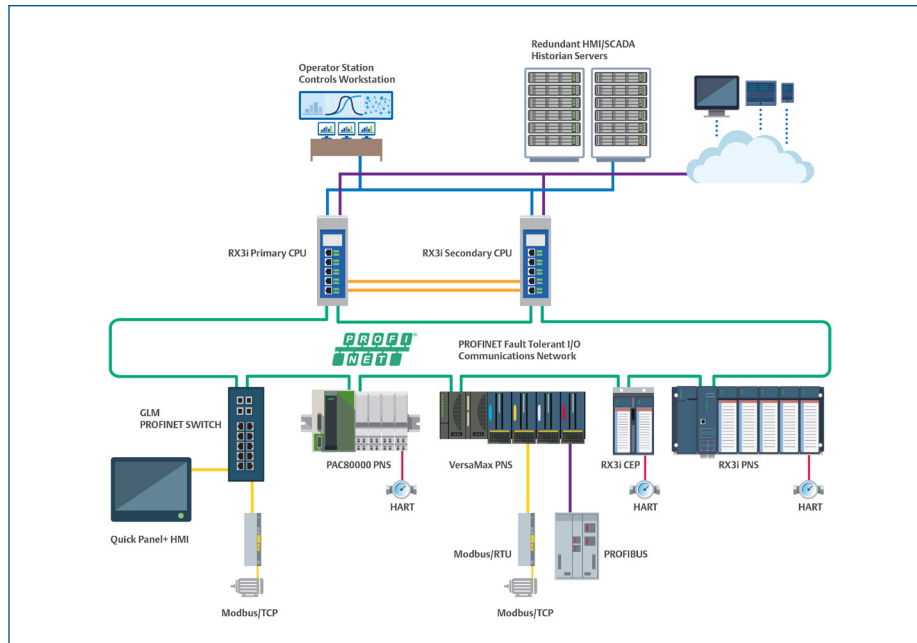 Redundant HMI/SCADA
Historian Servers
Operator Station
Controls Workstation
RX3i Primary CPU
RX3i Secondary CPU
PROFI
NET®
PROFINET Fault Tolerant I/O
Communications Network
GLM
PROFINET SWITCH
PAC80000 PNS
VersaMax PNS
RX3i CEP
RX3i PNS
HART
HART
HART
Quick Panel+ HMI
Modbus/RTU
PROFIBUS
Modbus/TCP
Modbus/TCP